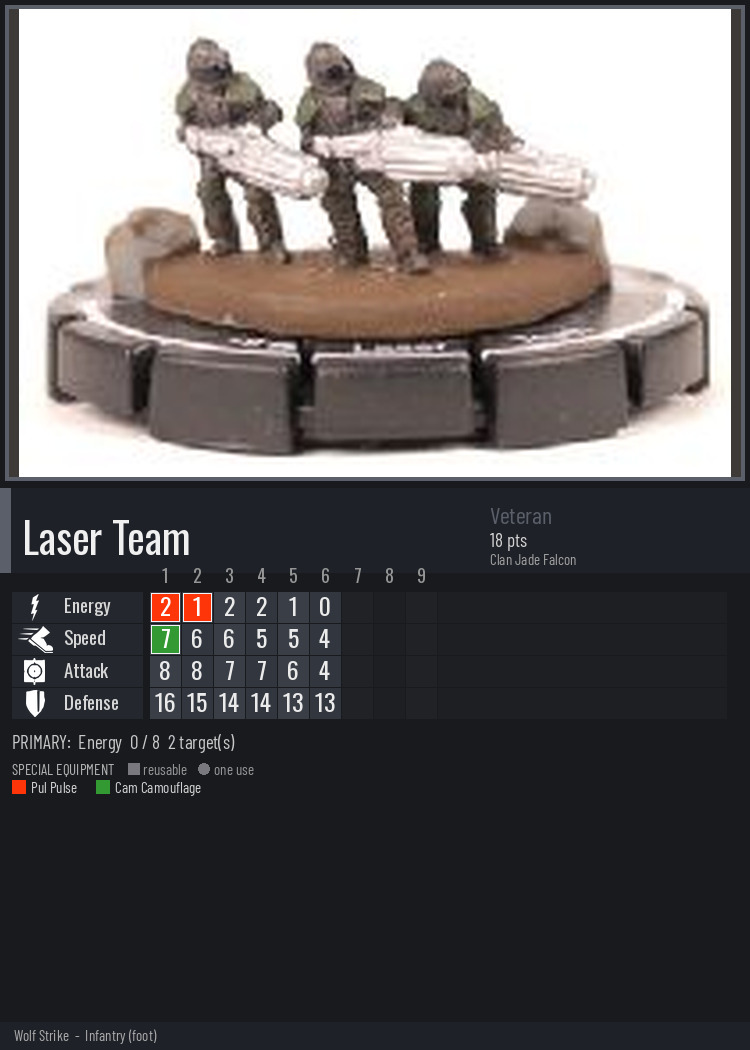 Laser Team
Veteran
18 pts
Clan Jade Falcon
1 2 3 4 5 6 7 8 9
Energy 2 1 2 2 1 0
Speed 7 6 6 5 5 4
Attack 8 8 7 7 6 4
Defense 16 15 14 14 13 13
PRIMARY: Energy 0 / 8 2 target(s)
SPECIAL EQUIPMENT reusable one use
Pul Pulse Cam Camouflage
Wolf Strike - Infantry (foot)